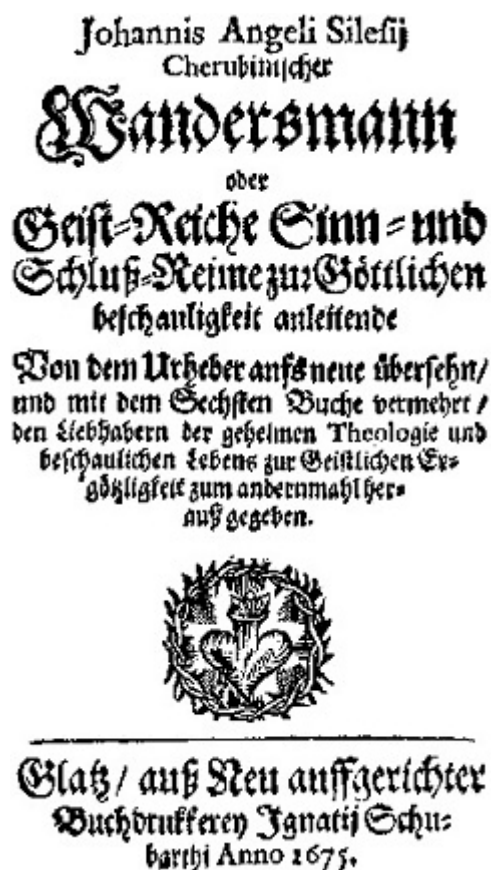 Johannis Angeli Silesij
Cherubinischer
Wandersmann
oder
Geist-Reiche Sinn-und
Schluß-Reime zur Göttlichen
beschauligkeit anleitende
Von dem Urheber aufs neue übersehn/
und mit dem Sechsten Buche vermehrt/
den Liebhabern der geheimen Theologie und
beschaulichen Lebens zur Geistlichen Er-
götzligkeit zum andernmahl her-
auß gegeben.
Glatz/ auß Neu auffgerichter
Buchdrukkerey Ignatij Schu-
barthi Anno 1675.